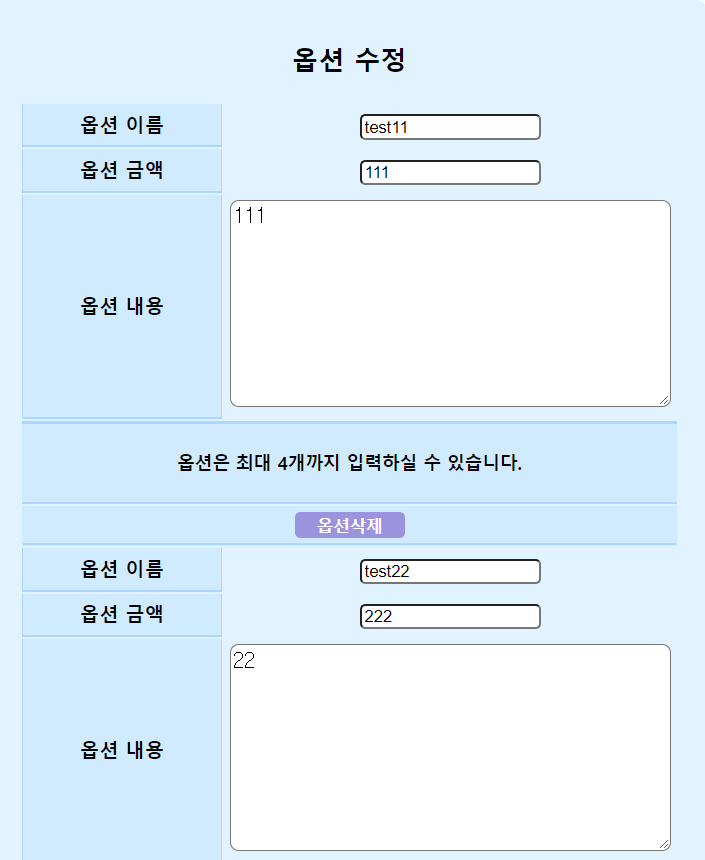 옵션 수정
옵션 이름 test11
옵션 금액 111
옵션 내용 111
옵션은 최대 4개까지 입력하실 수 있습니다.
옵션삭제
옵션 이름 test22
옵션 금액 222
옵션 내용 22